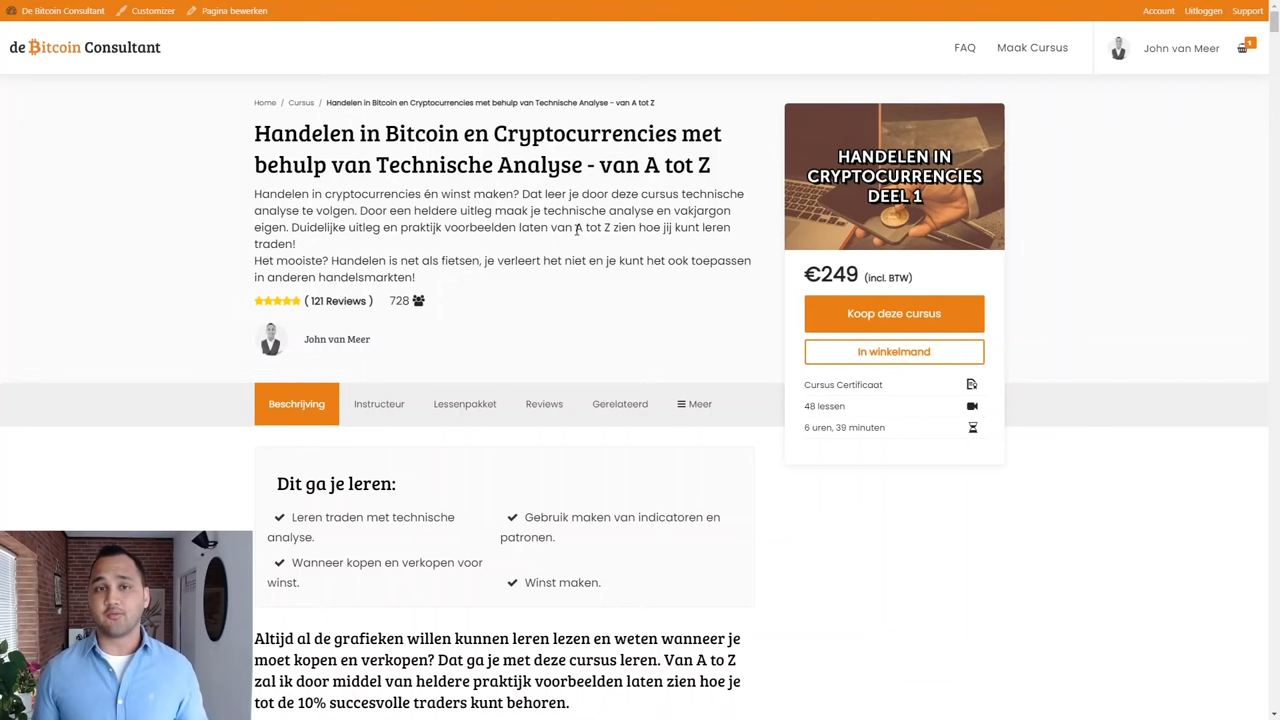 De Bitcoin Consultant Customizer Pagina bewerken Account Uitloggen Support
de Bitcoin Consultant FAQ Maak Cursus John van Meer 1
Home / Cursus / Handelen in Bitcoin en Cryptocurrencies met behulp van Technische Analyse - van A tot Z
Handelen in Bitcoin en Cryptocurrencies met
behulp van Technische Analyse - van A tot Z
Handelen in cryptocurrencies én winst maken? Dat leer je door deze cursus technische
analyse te volgen. Door een heldere uitleg maak je technische analyse en vakjargon
eigen. Duidelijke uitleg en praktijk voorbeelden laten van A tot Z zien hoe jij kunt leren
traden!
Het mooiste? Handelen is net als fietsen, je verleert het niet en je kunt het ook toepassen
in anderen handelsmarkten!
( 121 Reviews ) 728
John van Meer
HANDELEN IN
CRYPTOCURRENCIES
DEEL 1
€249 (incl. BTW)
Koop deze cursus
In winkelmand
Cursus Certificaat
48 lessen
6 uren, 39 minuten
Beschrijving Instructeur Lessenpakket Reviews Gerelateerd Meer
Dit ga je leren:
Leren traden met technische
analyse.
Gebruik maken van indicatoren en
patronen.
Wanneer kopen en verkopen voor
winst.
Winst maken.
Altijd al de grafieken willen kunnen leren lezen en weten wanneer je
moet kopen en verkopen? Dat ga je met deze cursus leren. Van A to Z
zal ik door middel van heldere praktijk voorbeelden laten zien hoe je
tot de 10% succesvolle traders kunt behoren.